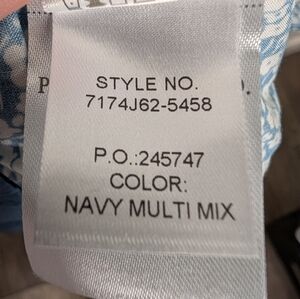 STYLE NO.
7174J62-5458
P.O.:245747
COLOR:
NAVY MULTI MIX